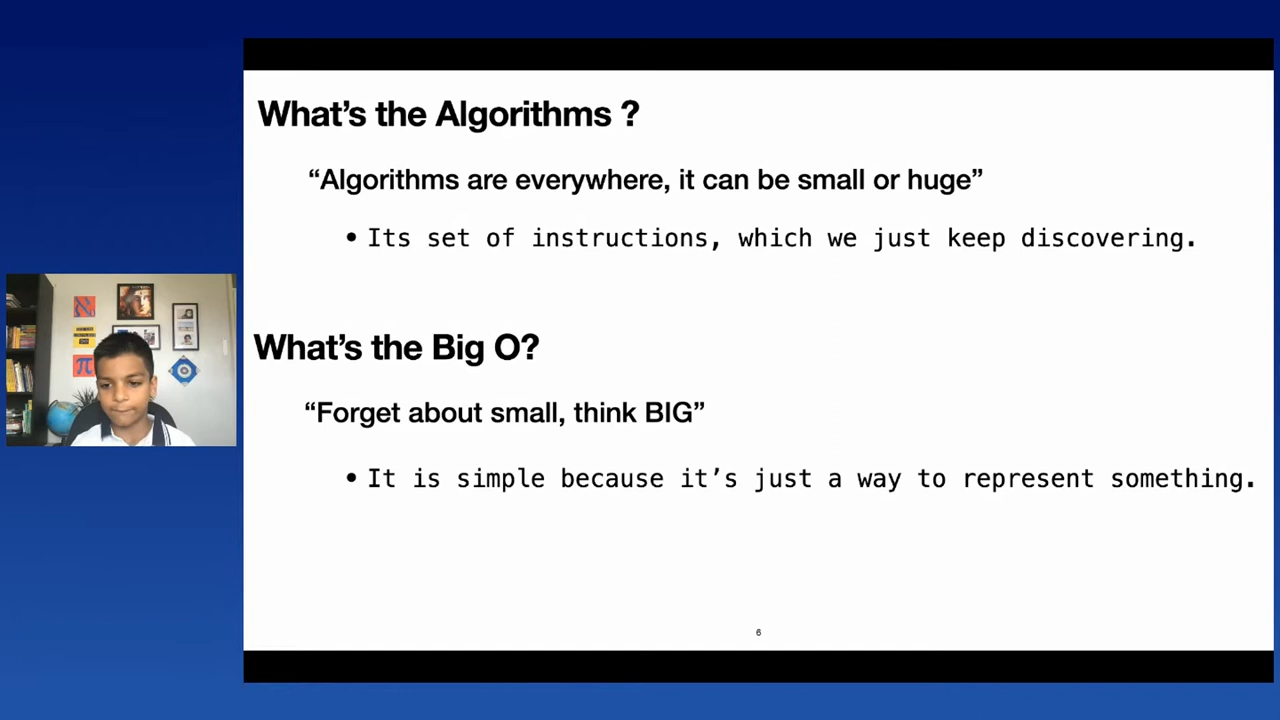 What’s the Algorithms ?
“Algorithms are everywhere, it can be small or huge”
• Its set of instructions, which we just keep discovering.
What’s the Big O?
“Forget about small, think BIG”
• It is simple because it’s just a way to represent something.
6
π